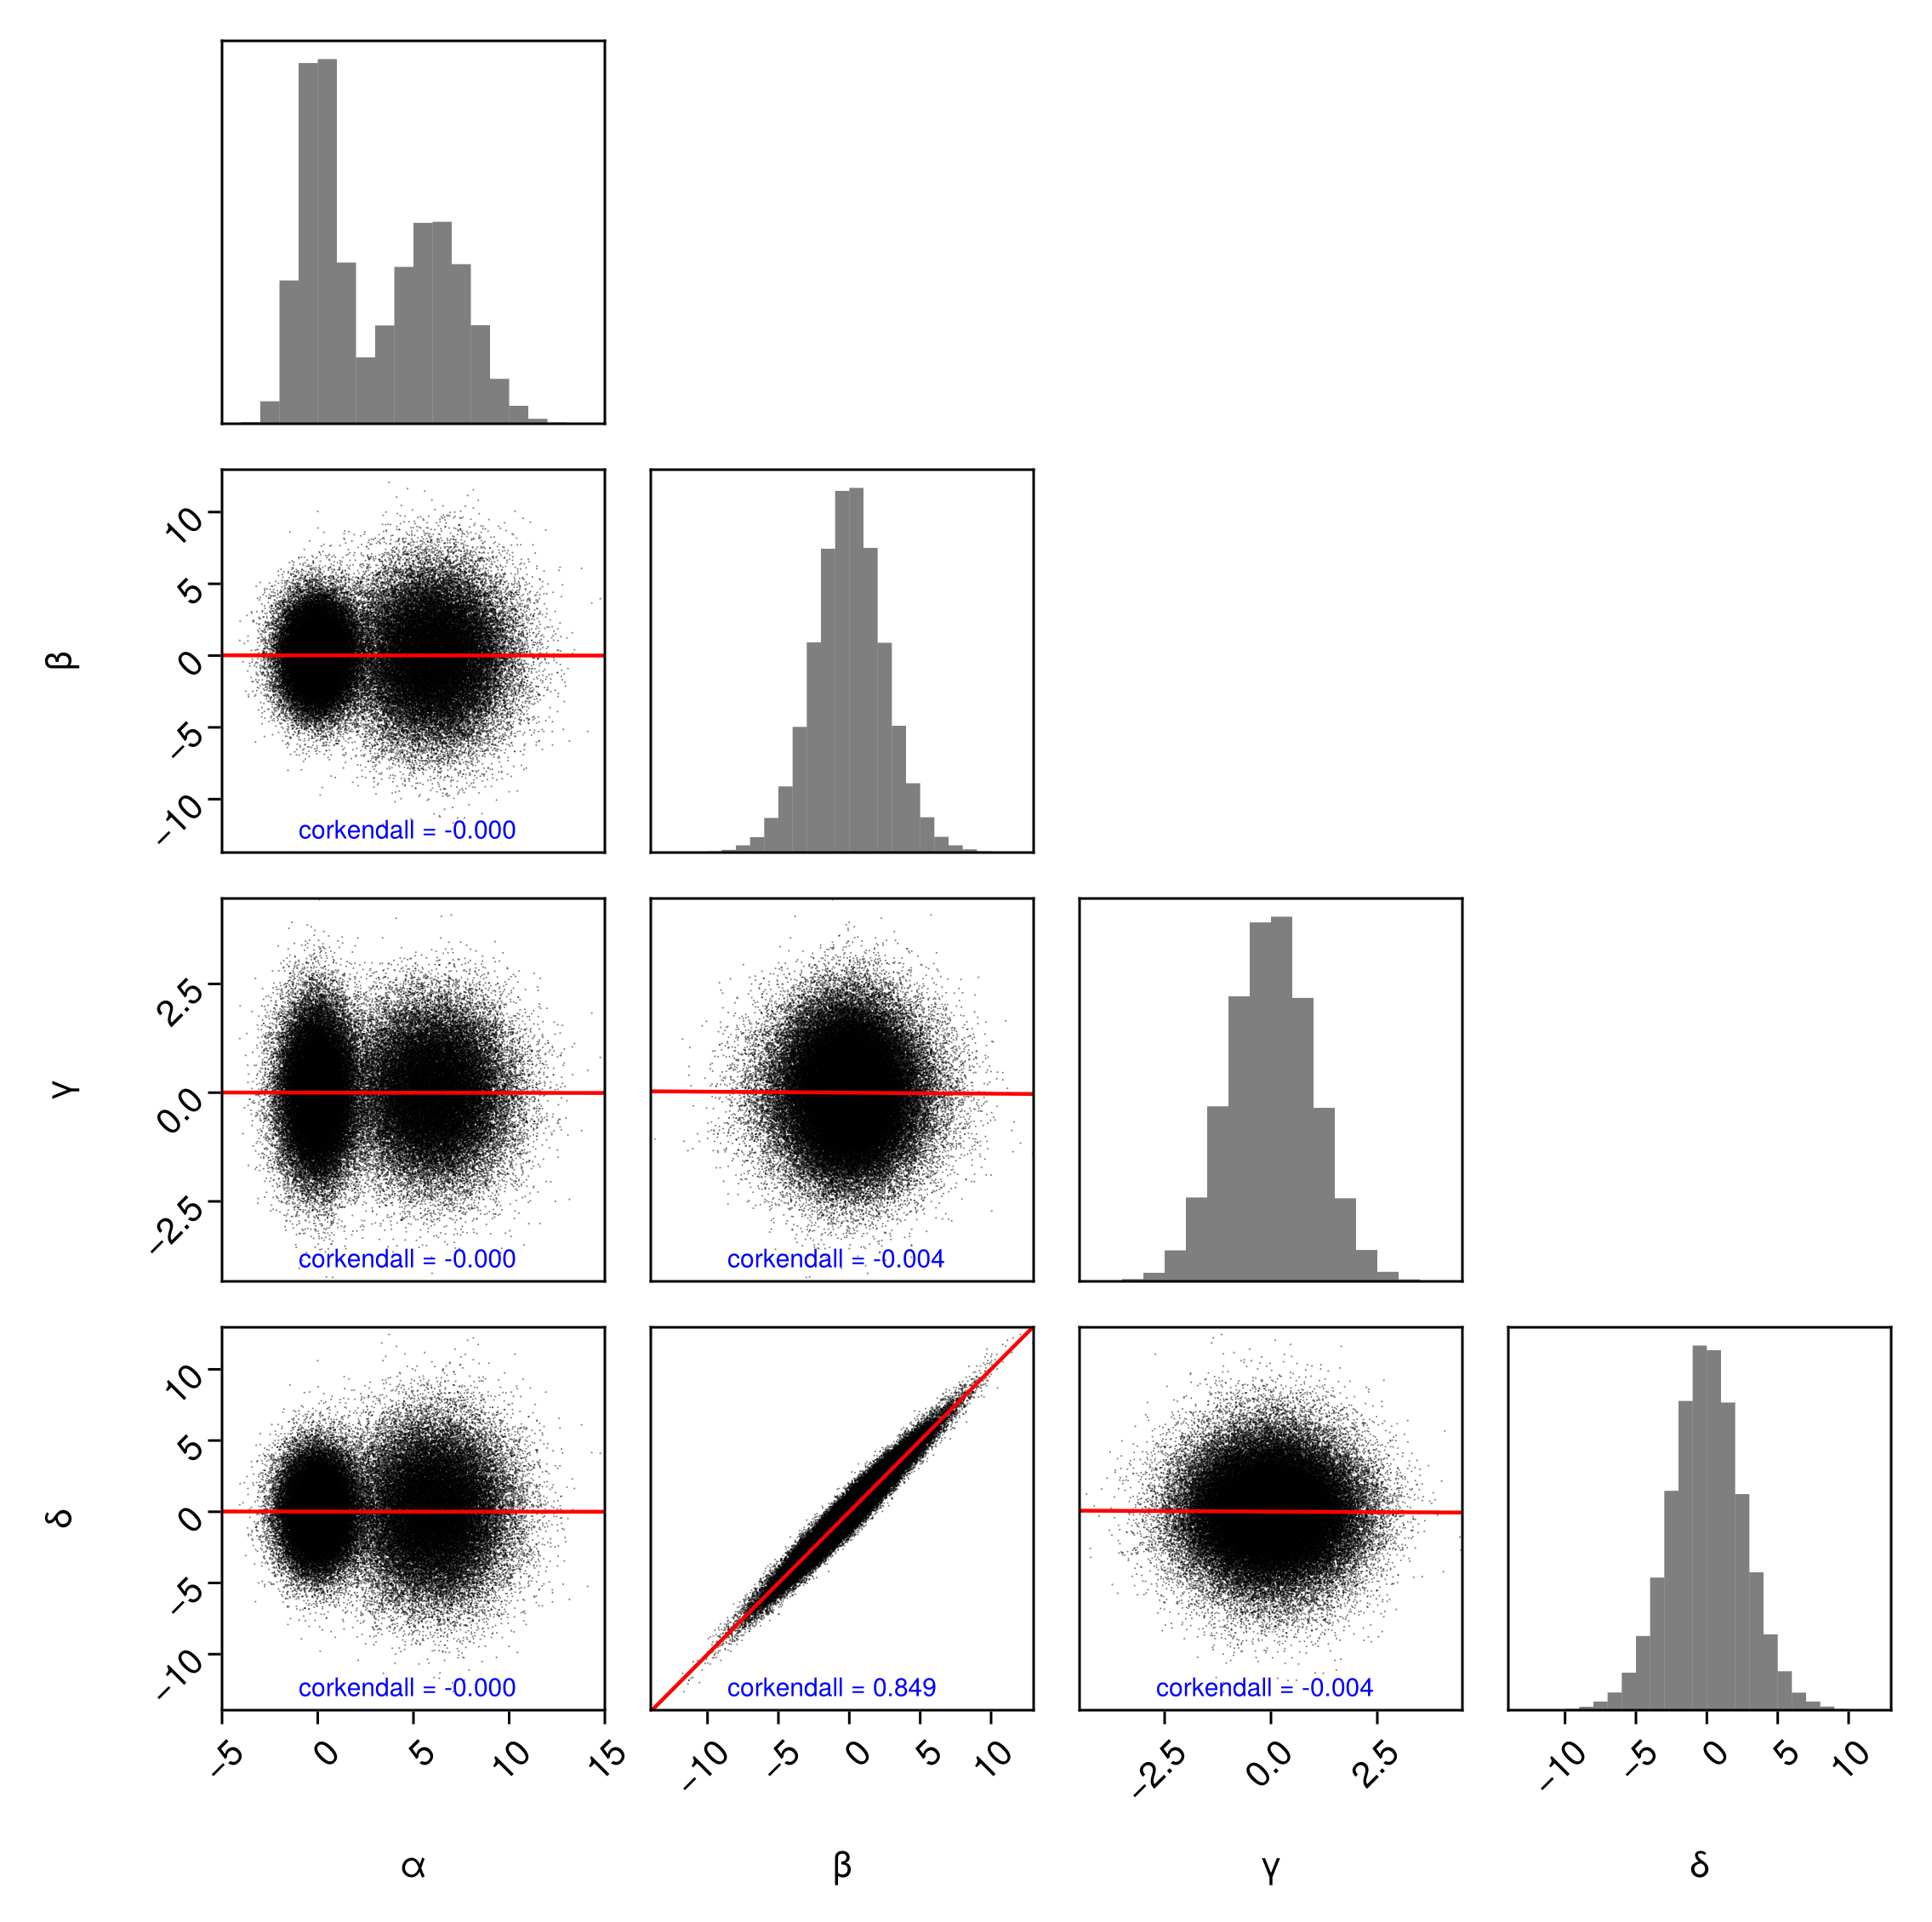 10
5
0
−5
−10
β
corkendall = -0.000
2.5
0.0
−2.5
γ
corkendall = -0.000
corkendall = -0.004
10
5
0
−5
−10
δ
corkendall = -0.000
corkendall = 0.849
corkendall = -0.004
−5 0 5 10 15
−10 −5 0 5 10
−2.5 0.0 2.5
−10 −5 0 5 10
α
β
γ
δ